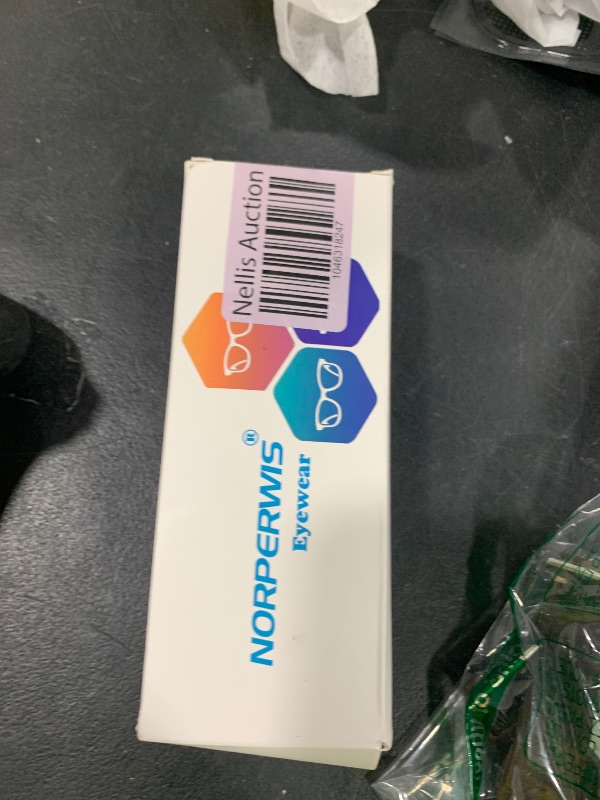 Nellis Auction
1046318247
NORPERWIS®
Eyewear